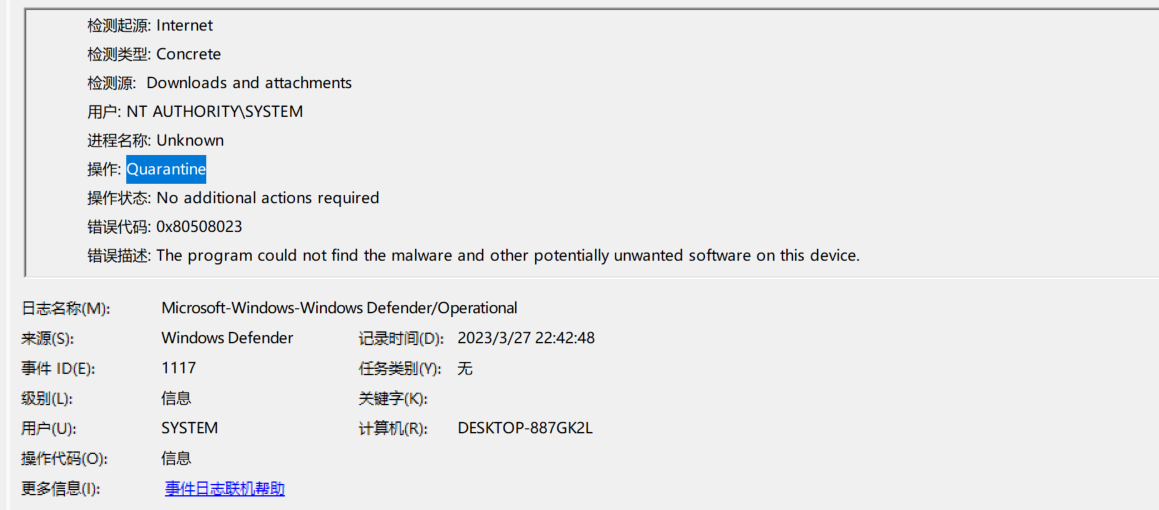 检测起源: Internet
检测类型: Concrete
检测源: Downloads and attachments
用户: NT AUTHORITY\SYSTEM
进程名称: Unknown
操作: Quarantine
操作状态: No additional actions required
错误代码: 0x80508023
错误描述: The program could not find the malware and other potentially unwanted software on this device.
日志名称(M): Microsoft-Windows-Windows Defender/Operational
来源(S): Windows Defender 记录时间(D): 2023/3/27 22:42:48
事件 ID(E): 1117 任务类别(Y): 无
级别(L): 信息 关键字(K):
用户(U): SYSTEM 计算机(R): DESKTOP-887GK2L
操作代码(O): 信息
更多信息(I): 事件日志联机帮助